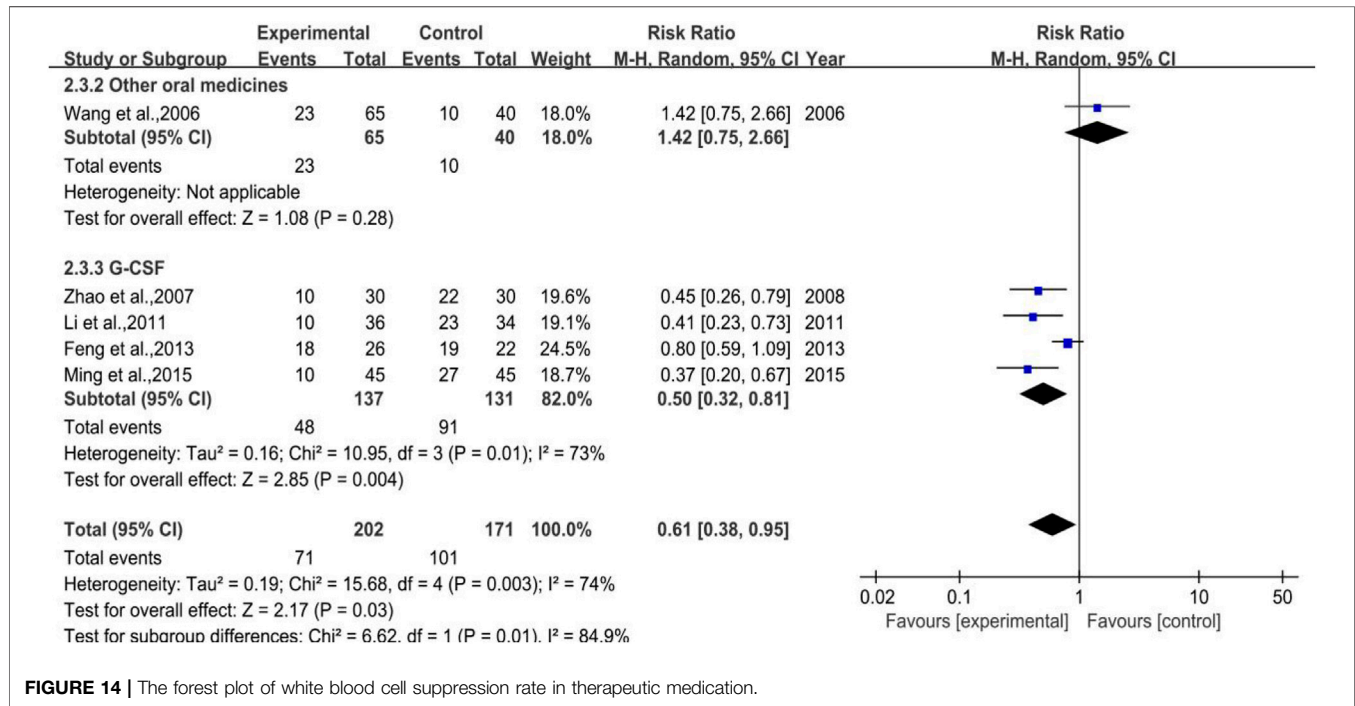 Experimental Control Risk Ratio Risk Ratio
Study or Subgroup Events Total Events Total Weight M-H, Random, 95% CI Year M-H, Random, 95% CI
2.3.2 Other oral medicines
Wang et al.,2006 23 65 10 40 18.0% 1.42 [0.75, 2.66] 2006
Subtotal (95% CI) 65 40 18.0% 1.42 [0.75, 2.66]
Total events 23 10
Heterogeneity: Not applicable
Test for overall effect: Z = 1.08 (P = 0.28)
2.3.3 G-CSF
Zhao et al.,2007 10 30 22 30 19.6% 0.45 [0.26, 0.79] 2008
Li et al.,2011 10 36 23 34 19.1% 0.41 [0.23, 0.73] 2011
Feng et al.,2013 18 26 19 22 24.5% 0.80 [0.59, 1.09] 2013
Ming et al.,2015 10 45 27 45 18.7% 0.37 [0.20, 0.67] 2015
Subtotal (95% CI) 137 131 82.0% 0.50 [0.32, 0.81]
Total events 48 91
Heterogeneity: Tau² = 0.16; Chi² = 10.95, df = 3 (P = 0.01); I² = 73%
Test for overall effect: Z = 2.85 (P = 0.004)
Total (95% CI) 202 171 100.0% 0.61 [0.38, 0.95]
Total events 71 101
Heterogeneity: Tau² = 0.19; Chi² = 15.68, df = 4 (P = 0.003); I² = 74%
Test for overall effect: Z = 2.17 (P = 0.03)
Test for subgroup differences: Chi² = 6.62, df = 1 (P = 0.01), I² = 84.9%
0.02 0.1 1 10 50
Favours [experimental] Favours [control]
FIGURE 14 | The forest plot of white blood cell suppression rate in therapeutic medication.